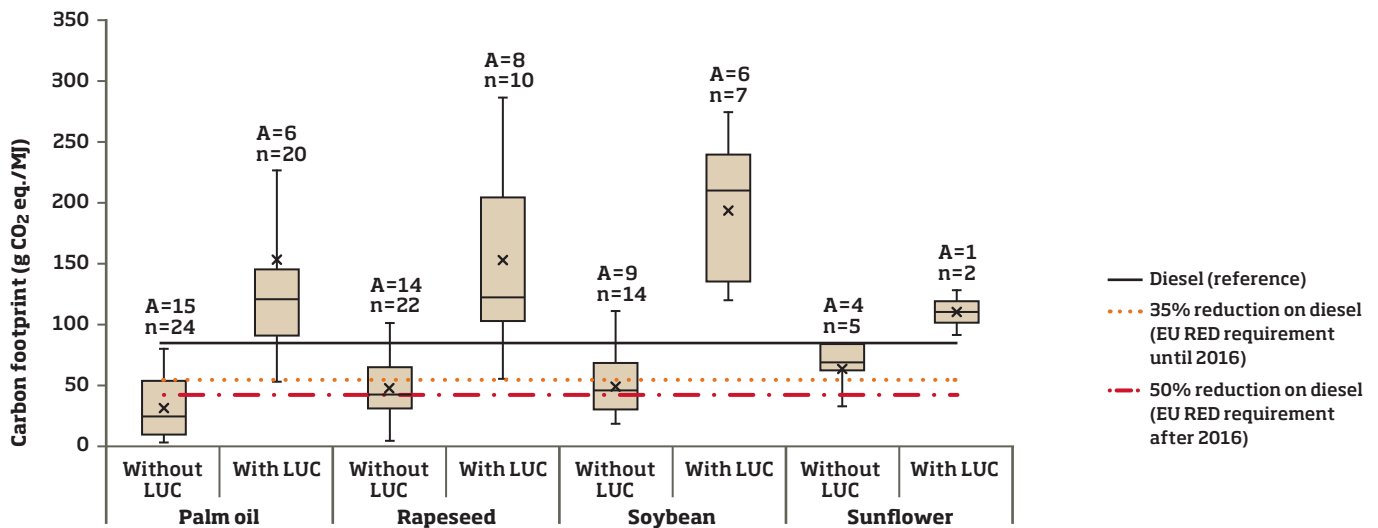 Carbon footprint (g CO₂ eq./MJ)
350
300
250
200
150
100
50
0
A=15
n=24
A=6
n=20
A=14
n=22
A=8
n=10
A=9
n=14
A=6
n=7
A=4
n=5
A=1
n=2
Without
LUC
With LUC
Without
LUC
With LUC
Without
LUC
With LUC
Without
LUC
With LUC
Palm oil
Rapeseed
Soybean
Sunflower
Diesel (reference)
35% reduction on diesel
(EU RED requirement
until 2016)
50% reduction on diesel
(EU RED requirement
after 2016)